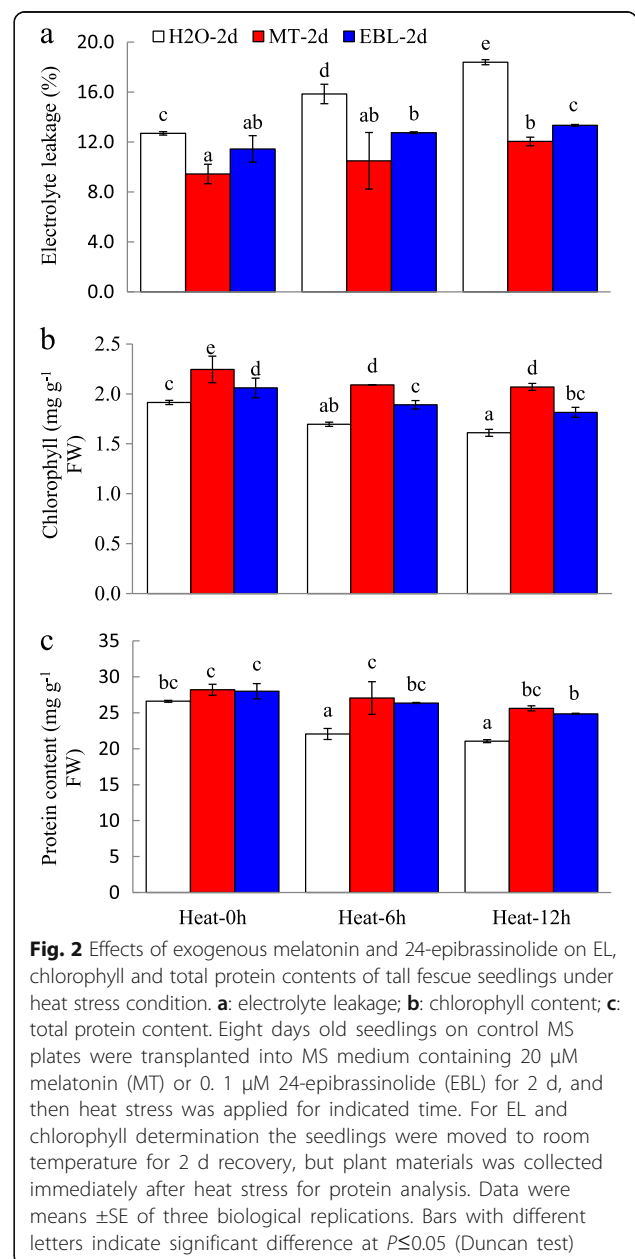 a
H2O-2d MT-2d EBL-2d
Electrolyte leakage (%)
20.0
16.0
12.0
8.0
4.0
0.0
c a ab
d ab b
e b c
b
Chlorophyll (mg g-1
FW)
2.5
2.0
1.5
1.0
0.5
0.0
c e d
ab d c
a d bc
c
Protein content (mg g-1
FW)
35
30
25
20
15
10
5
0
bc c c
a c bc
a bc b
Heat-0h Heat-6h Heat-12h
Fig. 2 Effects of exogenous melatonin and 24-epibrassinolide on EL,
chlorophyll and total protein contents of tall fescue seedlings under
heat stress condition. a: electrolyte leakage; b: chlorophyll content; c:
total protein content. Eight days old seedlings on control MS
plates were transplanted into MS medium containing 20 μM
melatonin (MT) or 0. 1 μM 24-epibrassinolide (EBL) for 2 d, and
then heat stress was applied for indicated time. For EL and
chlorophyll determination the seedlings were moved to room
temperature for 2 d recovery, but plant materials was collected
immediately after heat stress for protein analysis. Data were
means ±SE of three biological replications. Bars with different
letters indicate significant difference at P≤0.05 (Duncan test)